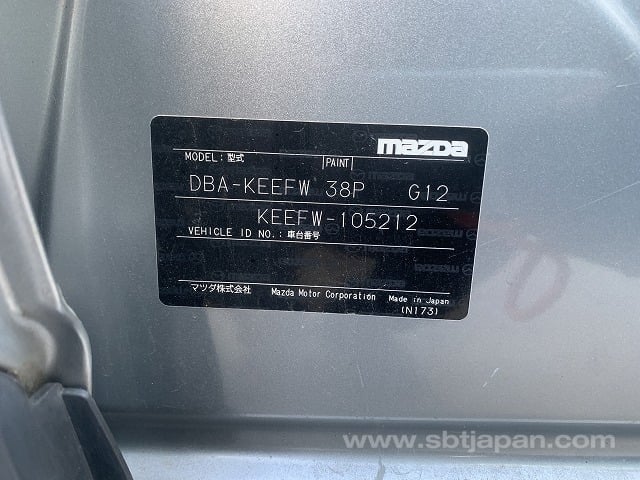 mazda
MODEL: 型式 PAINT
DBA-KEEFW 38P G12
KEEFW-105212
VEHICLE ID NO.: 車台番号
マツダ株式会社 Mazda Motor Corporation Made in Japan
(N173)
www.sbtjapan.com/